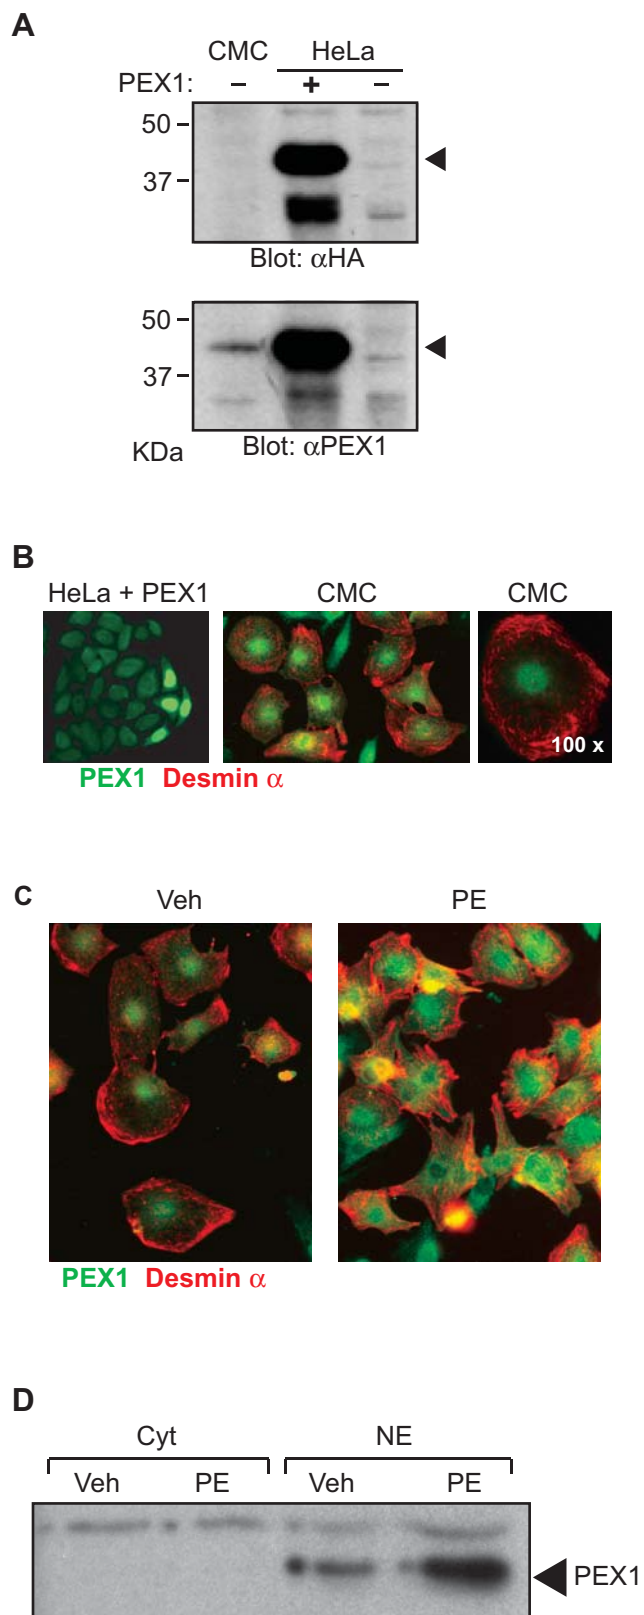 A
CMC HeLa
PEX1: – + –
50
37
Blot: αHA
50
37
KDa
Blot: αPEX1
B
HeLa + PEX1 CMC CMC
100 x
PEX1 Desmin α
C
Veh PE
PEX1 Desmin α
D
Cyt NE
Veh PE Veh PE
PEX1